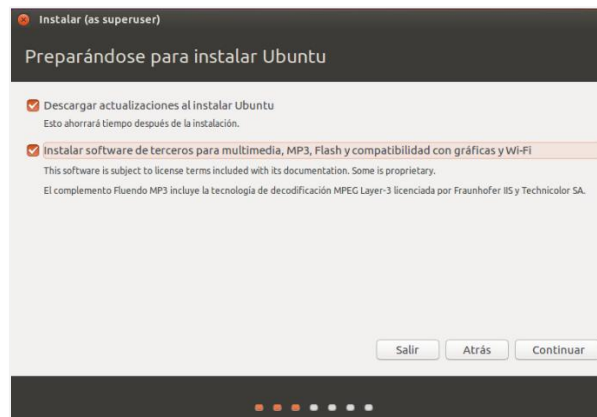 Instalar (as superuser)
Preparándose para instalar Ubuntu
Descargar actualizaciones al instalar Ubuntu
Esto ahorrará tiempo después de la instalación.
Instalar software de terceros para multimedia, MP3, Flash y compatibilidad con gráficas y Wi-Fi
This software is subject to license terms included with its documentation. Some is proprietary.
El complemento Fluendo MP3 incluye la tecnología de decodificación MPEG Layer-3 licenciada por Fraunhofer IIS y Technicolor SA.
Salir Atrás Continuar